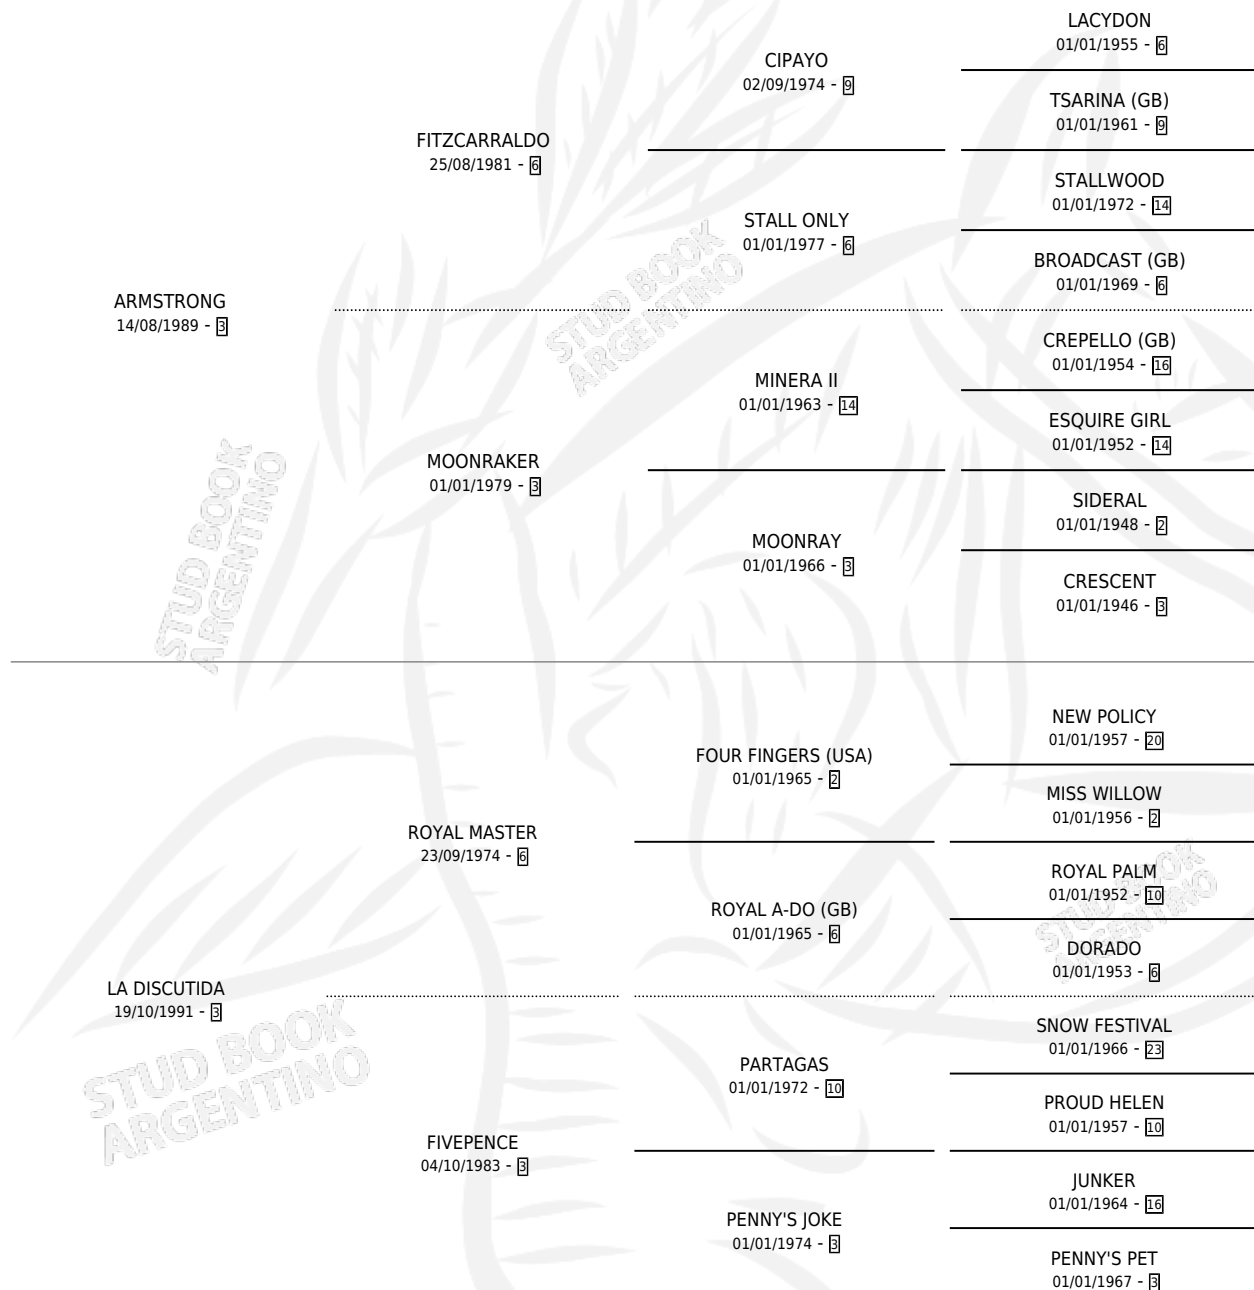 LACYDON
01/01/1955 - 6
CIPAYO
02/09/1974 - 9
TSARINA (GB)
01/01/1961 - 9
FITZCARRALDO
25/08/1981 - 6
STALLWOOD
01/01/1972 - 14
STALL ONLY
01/01/1977 - 6
BROADCAST (GB)
01/01/1969 - 6
ARMSTRONG
14/08/1989 - 3
CREPELLO (GB)
01/01/1954 - 16
MINERA II
01/01/1963 - 14
ESQUIRE GIRL
01/01/1952 - 14
MOONRAKER
01/01/1979 - 3
SIDERAL
01/01/1948 - 2
MOONRAY
01/01/1966 - 3
CRESCENT
01/01/1946 - 3
NEW POLICY
01/01/1957 - 20
FOUR FINGERS (USA)
01/01/1965 - 2
MISS WILLOW
01/01/1956 - 2
ROYAL MASTER
23/09/1974 - 6
ROYAL PALM
01/01/1952 - 10
ROYAL A-DO (GB)
01/01/1965 - 6
DORADO
01/01/1953 - 6
LA DISCUTIDA
19/10/1991 - 3
SNOW FESTIVAL
01/01/1966 - 23
PARTAGAS
01/01/1972 - 10
PROUD HELEN
01/01/1957 - 10
FIVEPENCE
04/10/1983 - 3
JUNKER
01/01/1964 - 16
PENNY'S JOKE
01/01/1974 - 3
PENNY'S PET
01/01/1967 - 3
STUD BOOK
ARGENTINO
STUD BOOK
ARGENTINO
STUD BOOK
ARGENTINO
STUD BOOK
ARGENTINO